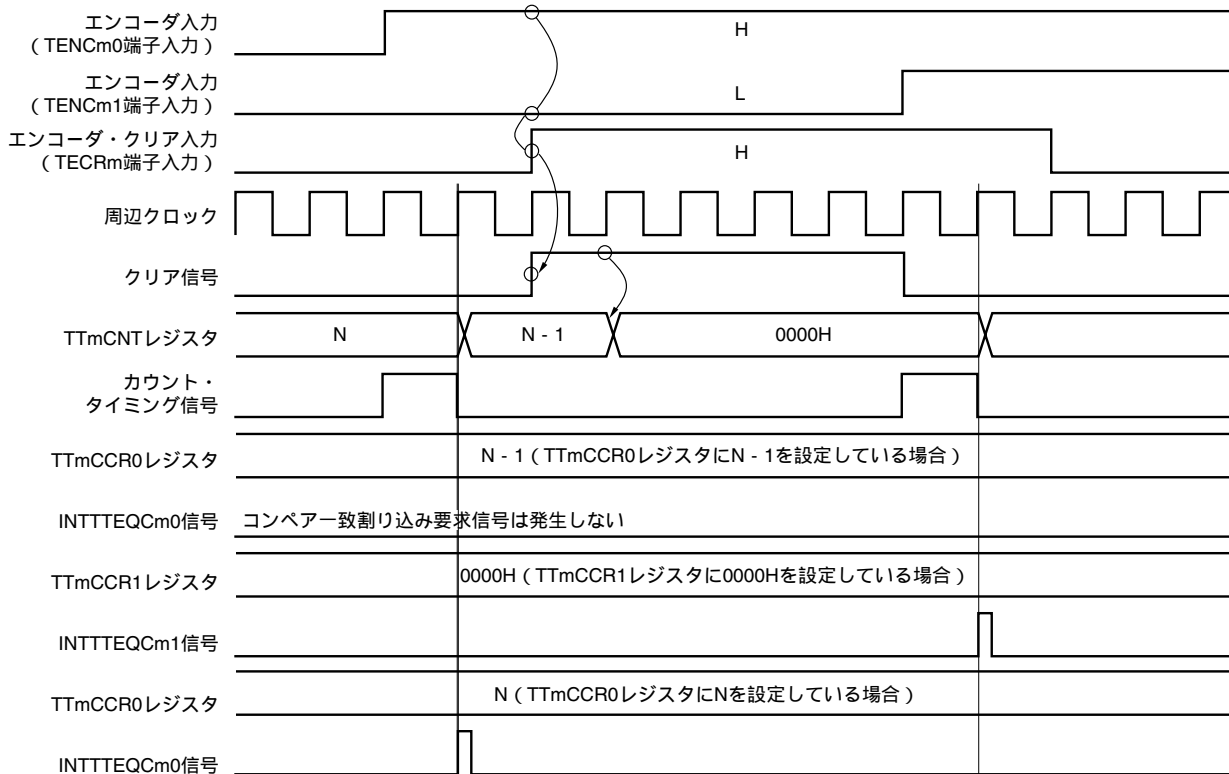 エンコーダ入力
（TENCm0端子入力）
H
エンコーダ入力
（TENCm1端子入力）
L
エンコーダ・クリア入力
（TECRm端子入力）
H
周辺クロック
クリア信号
TTmCNTレジスタ
N
N - 1
0000H
カウント・
タイミング信号
TTmCCR0レジスタ
N - 1（TTmCCR0レジスタにN - 1を設定している場合）
INTTTEQCm0信号
コンペア一致割り込み要求信号は発生しない
TTmCCR1レジスタ
0000H（TTmCCR1レジスタに0000Hを設定している場合）
INTTTEQCm1信号
TTmCCR0レジスタ
N（TTmCCR0レジスタにNを設定している場合）
INTTTEQCm0信号